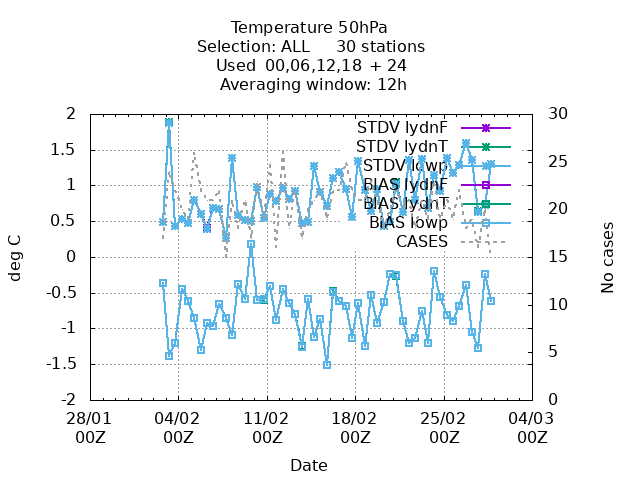 Temperature 50hPa
Selection: ALL 30 stations
Used 00,06,12,18 + 24
Averaging window: 12h
2
1.5
1
0.5
0
-0.5
-1
-1.5
-2
deg C
30
25
20
15
10
5
0
No cases
STDV lydnF
STDV lydnT
STDV lowp
BIAS lydnF
BIAS lydnT
BIAS lowp
CASES
28/01 04/02 11/02 18/02 25/02 04/03
00Z 00Z 00Z 00Z 00Z 00Z
Date